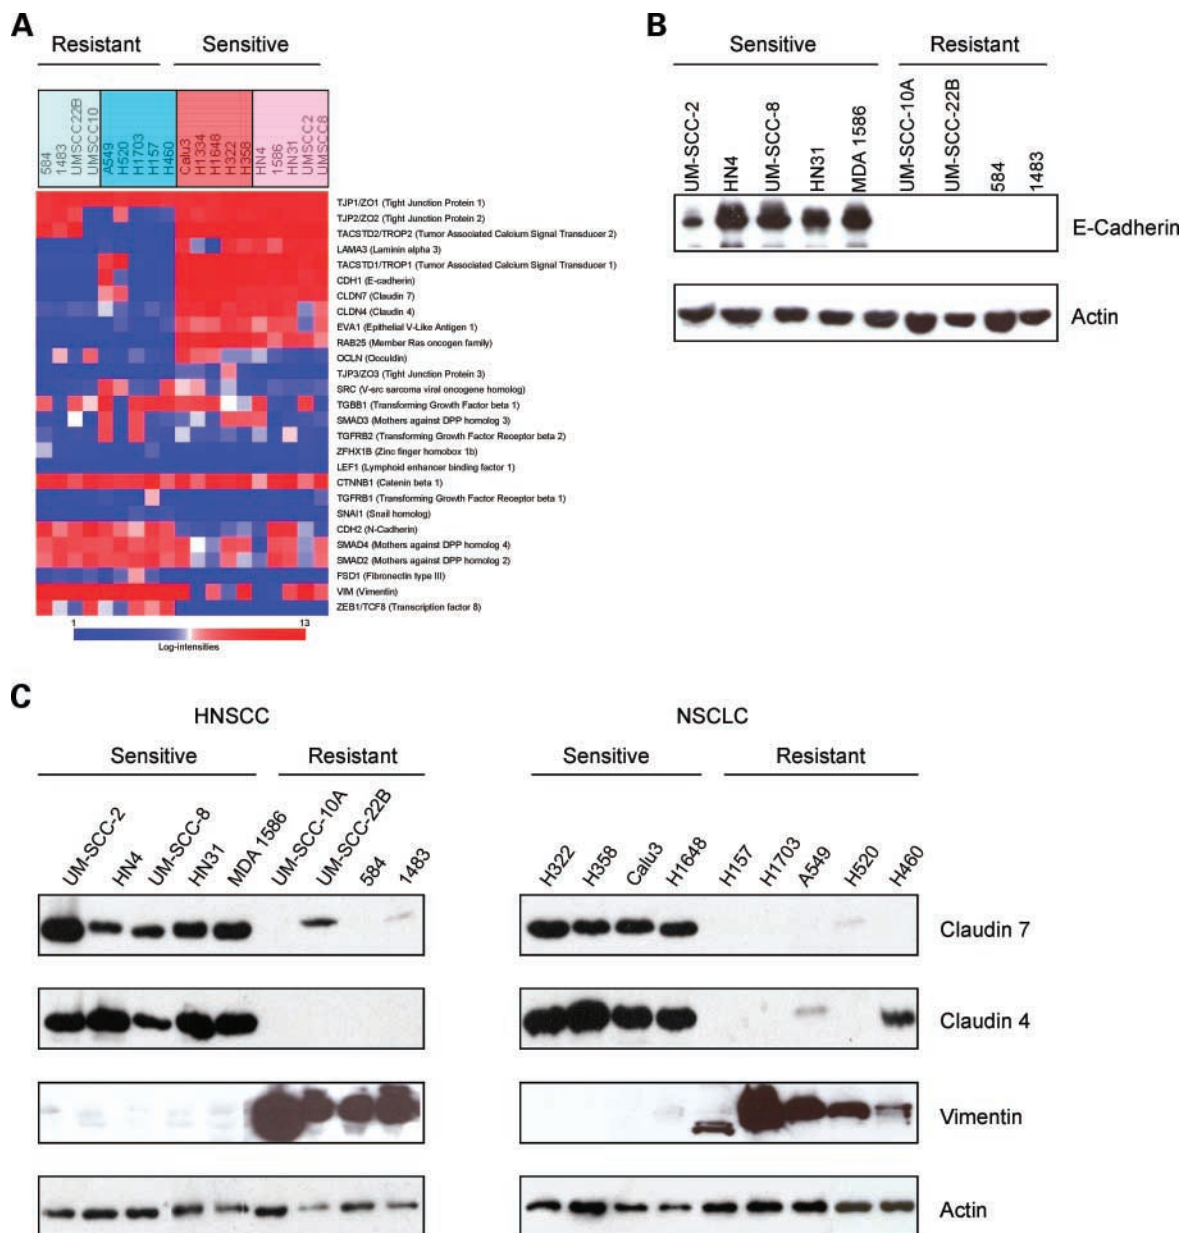 A
Resistant Sensitive
584 1483 UMSCC22B UMSCC10 A549 H520 H1703 H157 H460 Calu3 H1334 H1648 H322 H358 HN4 1586 HN31 UMSCC2 UMSCC8
TJP1/ZO1 (Tight Junction Protein 1)
TJP2/ZO2 (Tight Junction Protein 2)
TACSTD2/TROP2 (Tumor Associated Calcium Signal Transducer 2)
LAMA3 (Laminin alpha 3)
TACSTD1/TROP1 (Tumor Associated Calcium Signal Transducer 1)
CDH1 (E-cadherin)
CLDN7 (Claudin 7)
CLDN4 (Claudin 4)
EVA1 (Epithelial V-Like Antigen 1)
RAB25 (Member Ras oncogen family)
OCLN (Occuldin)
TJP3/ZO3 (Tight Junction Protein 3)
SRC (V-src sarcoma viral oncogene homolog)
TGBB1 (Transforming Growth Factor beta 1)
SMAD3 (Mothers against DPP homolog 3)
TGFRB2 (Transforming Growth Factor Receptor beta 2)
ZFHX1B (Zinc finger homobox 1b)
LEF1 (Lymphoid enhancer binding factor 1)
CTNNB1 (Catenin beta 1)
TGFRB1 (Transforming Growth Factor Receptor beta 1)
SNAI1 (Snail homolog)
CDH2 (N-Cadherin)
SMAD4 (Mothers against DPP homolog 4)
SMAD2 (Mothers against DPP homolog 2)
FSD1 (Fibronectin type III)
VIM (Vimentin)
ZEB1/TCF8 (Transcription factor 8)
1 13
Log-intensities
B
Sensitive Resistant
UM-SCC-2 HN4 UM-SCC-8 HN31 MDA 1586 UM-SCC-10A UM-SCC-22B 584 1483
E-Cadherin
Actin
C
HNSCC NSCLC
Sensitive Resistant Sensitive Resistant
UM-SCC-2 HN4 UM-SCC-8 HN31 MDA 1586 UM-SCC-10A UM-SCC-22B 584 1483 H322 H358 Calu3 H1648 H157 H1703 A549 H520 H460
Claudin 7
Claudin 4
Vimentin
Actin